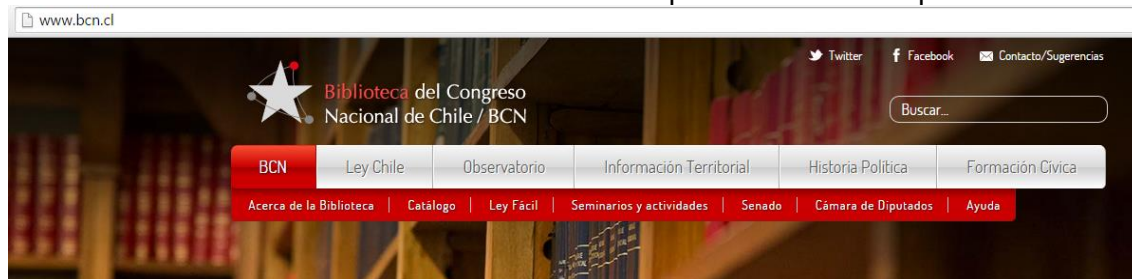 www.bcn.cl
Twitter Facebook Contacto/Sugerencias
Biblioteca del Congreso
Nacional de Chile / BCN
Buscar...
BCN Ley Chile Observatorio Información Territorial Historia Política Formación Cívica
Acerca de la Biblioteca | Catálogo | Ley Fácil | Seminarios y actividades | Senado | Cámara de Diputados | Ayuda